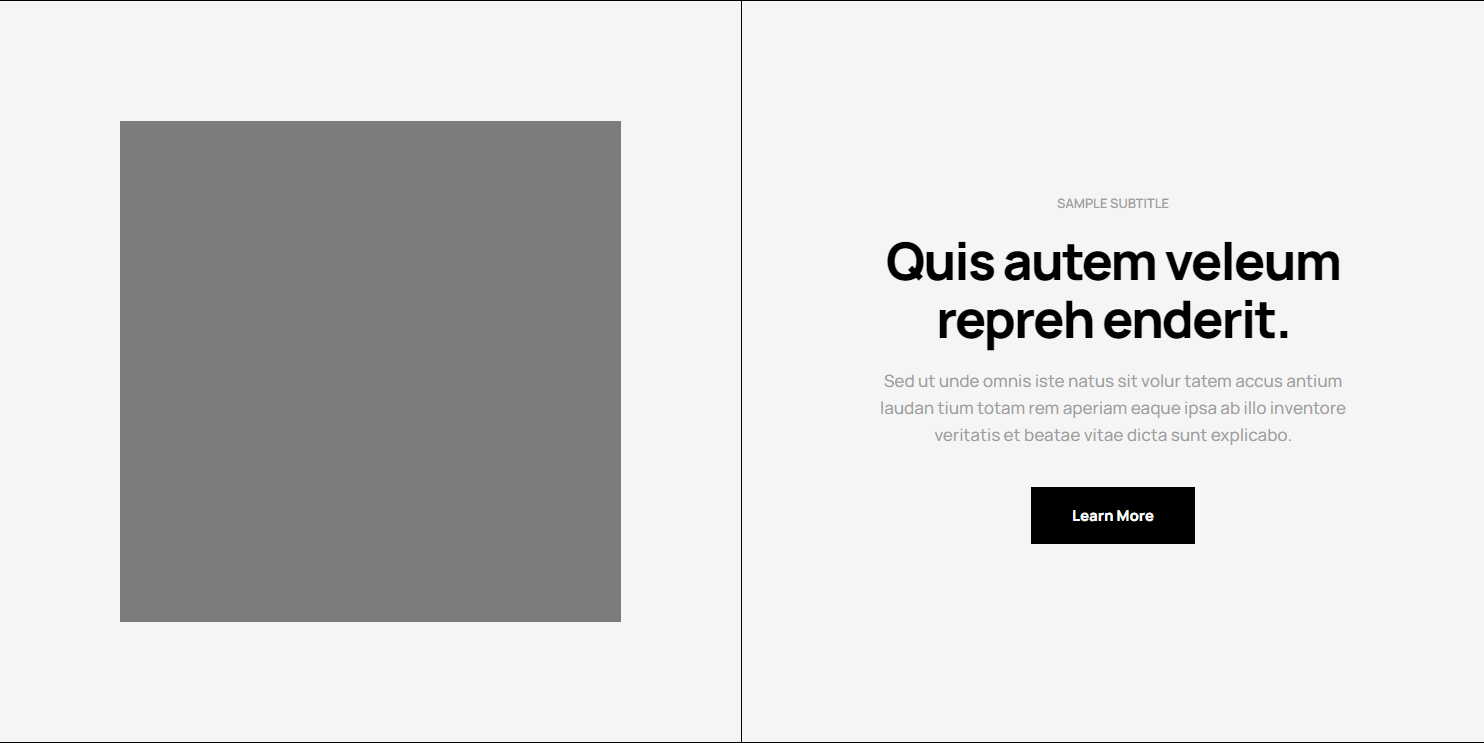 SAMPLE SUBTITLE
Quis autem veleum
repreh enderit.
Sed ut unde omnis iste natus sit volur tatem accus antium
laudan tium totam rem aperiam eaque ipsa ab illo inventore
veritatis et beatae vitae dicta sunt explicabo.
Learn More